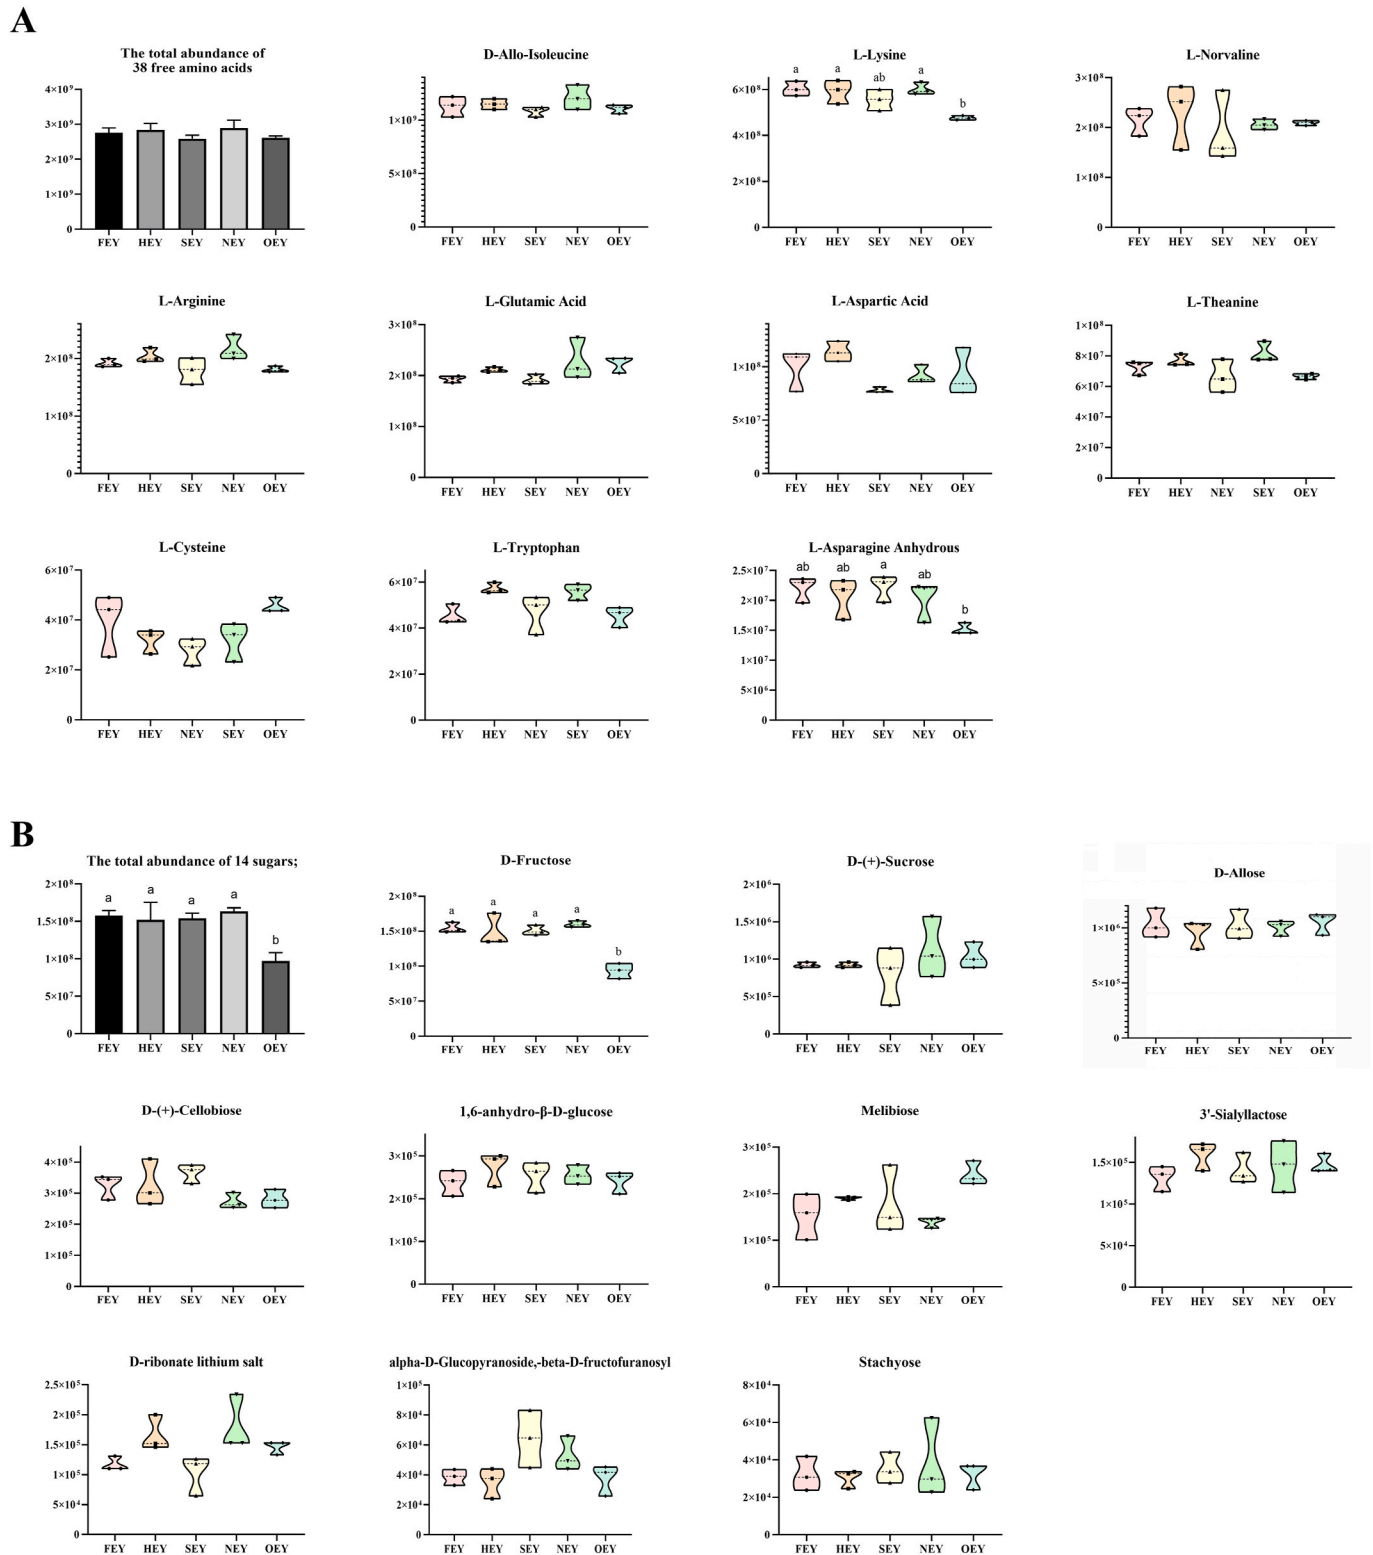 A
The total abundance of
38 free amino acids
4×10⁹
3×10⁹
2×10⁹
1×10⁹
0
FEY HEY SEY NEY OEY
D-Allo-Isoleucine
1×10⁹
5×10⁸
0
FEY HEY SEY NEY OEY
L-Lysine
a a ab a b
6×10⁸
4×10⁸
2×10⁸
0
FEY HEY SEY NEY OEY
L-Norvaline
3×10⁸
2×10⁸
1×10⁸
0
FEY HEY SEY NEY OEY
L-Arginine
2×10⁸
1×10⁸
0
FEY HEY SEY NEY OEY
L-Glutamic Acid
3×10⁸
2×10⁸
1×10⁸
0
FEY HEY SEY NEY OEY
L-Aspartic Acid
1×10⁸
5×10⁷
0
FEY HEY SEY NEY OEY
L-Theanine
1×10⁸
8×10⁷
6×10⁷
4×10⁷
2×10⁷
0
FEY HEY NEY SEY OEY
L-Cysteine
6×10⁷
4×10⁷
2×10⁷
0
FEY HEY NEY SEY OEY
L-Tryptophan
6×10⁷
4×10⁷
2×10⁷
0
FEY HEY NEY SEY OEY
L-Asparagine Anhydrous
ab ab a ab b
2.5×10⁷
2×10⁷
1.5×10⁷
1×10⁷
5×10⁶
0
FEY HEY SEY NEY OEY
B
The total abundance of 14 sugars;
a a a a b
2×10⁸
1.5×10⁸
1×10⁸
5×10⁷
0
FEY HEY SEY NEY OEY
D-Fructose
a a a a b
2×10⁸
1.5×10⁸
1×10⁸
5×10⁷
0
FEY HEY SEY NEY OEY
D-(+)-Sucrose
2×10⁶
1.5×10⁶
1×10⁶
5×10⁵
0
FEY HEY SEY NEY OEY
D-Allose
1×10⁶
5×10⁵
0
FEY HEY SEY NEY OEY
D-(+)-Cellobiose
4×10⁵
3×10⁵
2×10⁵
1×10⁵
0
FEY HEY SEY NEY OEY
1,6-anhydro-β-D-glucose
3×10⁵
2×10⁵
1×10⁵
0
FEY HEY SEY NEY OEY
Melibiose
3×10⁵
2×10⁵
1×10⁵
0
FEY HEY SEY NEY OEY
3'-Sialyllactose
1.5×10⁵
1×10⁵
5×10⁴
0
FEY HEY SEY NEY OEY
D-ribonate lithium salt
2.5×10⁵
2×10⁵
1.5×10⁵
1×10⁵
5×10⁴
0
FEY HEY SEY NEY OEY
alpha-D-Glucopyranoside,-beta-D-fructofuranosyl
1×10⁵
8×10⁴
6×10⁴
4×10⁴
2×10⁴
0
FEY HEY SEY NEY OEY
Stachyose
8×10⁴
6×10⁴
4×10⁴
2×10⁴
0
FEY HEY SEY NEY OEY